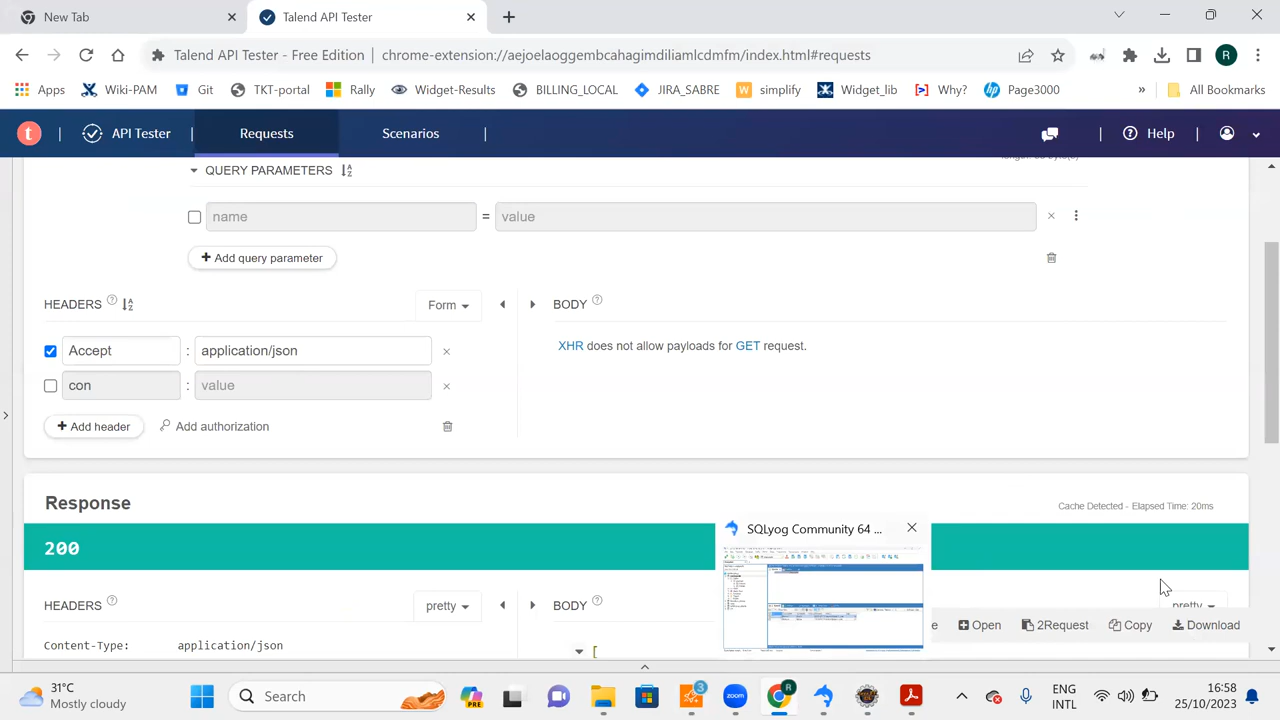 New Tab
Talend API Tester
Talend API Tester - Free Edition | chrome-extension://aejoelaoggembcahagimdiliamlcdmfm/index.html#requests
Apps WIKI-PAM Git TKT-portal Rally Widget-Results BILLING_LOCAL JIRA_SABRE simplify Widget_lib Why? Page3000 » All Bookmarks
t API Tester Requests Scenarios Help
QUERY PARAMETERS
name = value
+ Add query parameter
HEADERS Form BODY
Accept : application/json
XHR does not allow payloads for GET request.
con : value
+ Add header Add authorization
Response
Cache Detected - Elapsed Time: 20ms
SQLyog Community 64 ...
200
HEADERS pretty BODY pretty
Open 2Request Copy Download
Content-Type: application/json [
31°C
Mostly cloudy
Search
PRE
3
zoom
R
ENG
INTL
16:58
25/10/2023